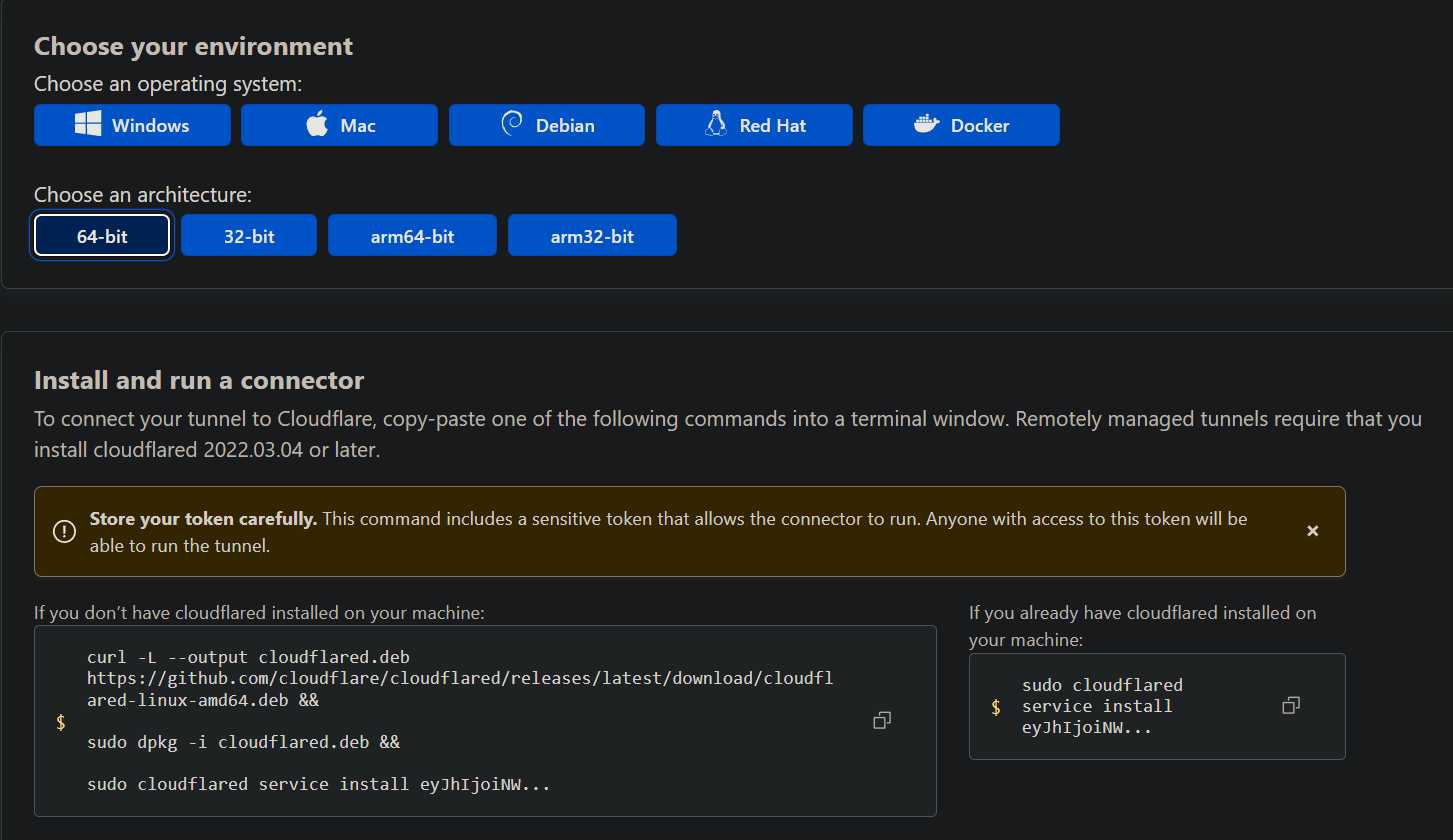 Choose your environment
Choose an operating system:
Windows Mac Debian Red Hat Docker
Choose an architecture:
64-bit 32-bit arm64-bit arm32-bit
Install and run a connector
To connect your tunnel to Cloudflare, copy-paste one of the following commands into a terminal window. Remotely managed tunnels require that you
install cloudflared 2022.03.04 or later.
Store your token carefully. This command includes a sensitive token that allows the connector to run. Anyone with access to this token will be
able to run the tunnel.
If you don’t have cloudflared installed on your machine:
$
curl -L --output cloudflared.deb
https://github.com/cloudflare/cloudflared/releases/latest/download/cloudfl
ared-linux-amd64.deb &&
sudo dpkg -i cloudflared.deb &&
sudo cloudflared service install eyJhIjoiNW...
If you already have cloudflared installed on
your machine:
$
sudo cloudflared
service install
eyJhIjoiNW...